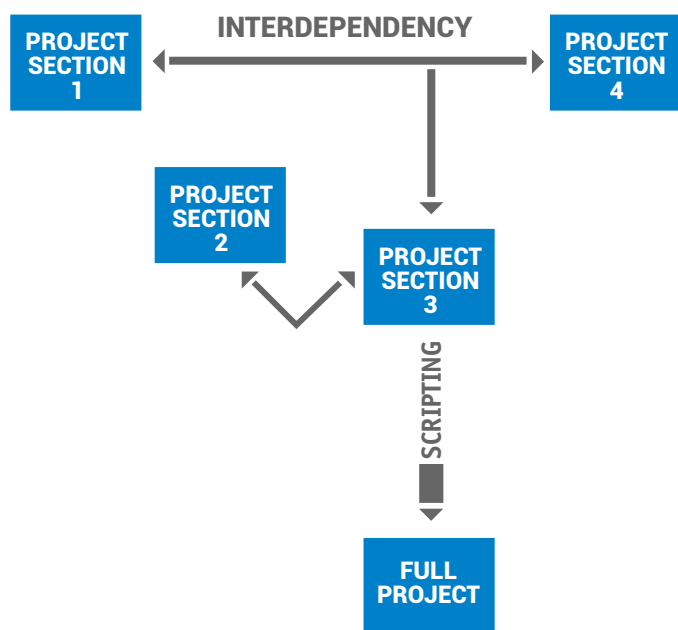 INTERDEPENDENCY
PROJECT
SECTION
1
PROJECT
SECTION
4
PROJECT
SECTION
2
PROJECT
SECTION
3
SCRIPTING
FULL
PROJECT